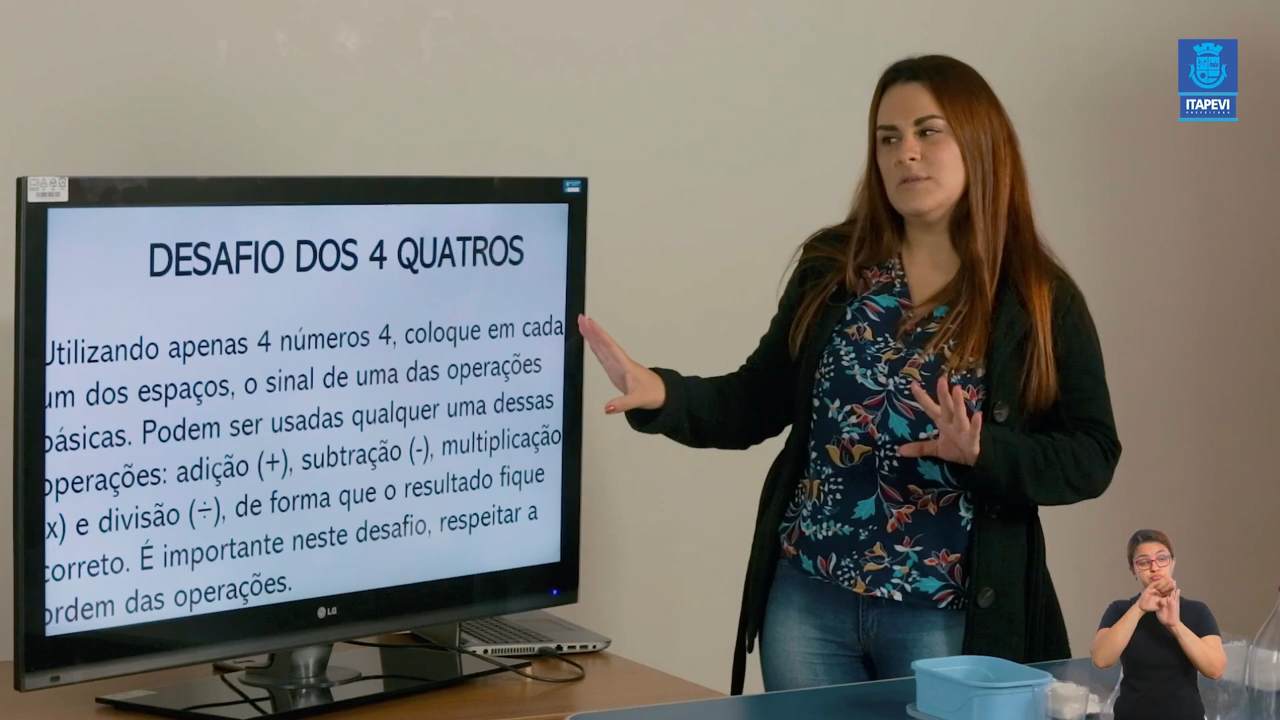 DESAFIO DOS 4 QUATROS
Utilizando apenas 4 números 4, coloque em cada
um dos espaços, o sinal de uma das operações
básicas. Podem ser usadas qualquer uma dessas
operações: adição (+), subtração (-), multiplicação
x) e divisão (÷), de forma que o resultado fique
correto. É importante neste desafio, respeitar a
ordem das operações.
LG
ITAPEVI
PREFEITURA